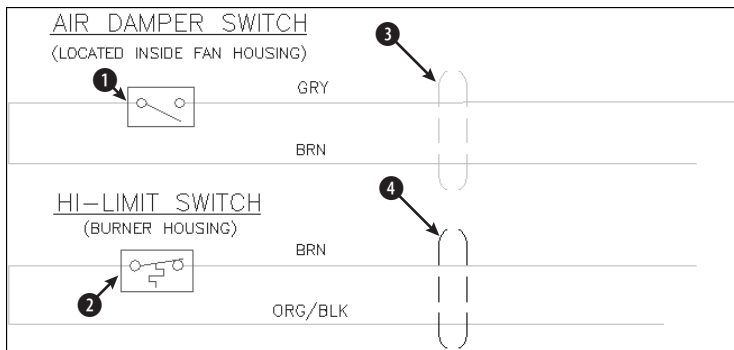 AIR DAMPER SWITCH
(LOCATED INSIDE FAN HOUSING)
3
1
GRY
BRN
HI-LIMIT SWITCH
(BURNER HOUSING)
4
BRN
2
ORG/BLK